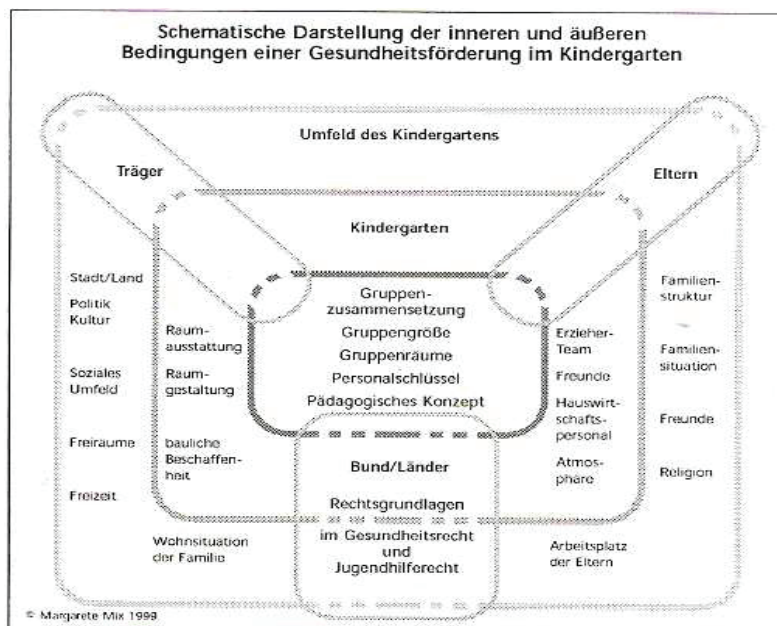 Schematische Darstellung der inneren und äußeren
Bedingungen einer Gesundheitsförderung im Kindergarten
Umfeld des Kindergartens
Träger
Eltern
Kindergarten
Stadt/Land
Politik
Kultur
Soziales
Umfeld
Freiräume
Freizeit
Raum-
ausstattung
Raum-
gestaltung
bauliche
Beschaffen-
heit
Gruppen-
zusammensetzung
Gruppengröße
Gruppenräume
Personalschlüssel
Pädagogisches Konzept
Erzieher-
Team
Freunde
Hauswirt-
schafts-
personal
Atmos-
phäre
Familien-
struktur
Familien-
situation
Freunde
Religion
Bund/Länder
Rechtsgrundlagen
im Gesundheitsrecht
und
Jugendhilferecht
Wohnsituation
der Familie
Arbeitsplatz
der Eltern
© Margarete Mix 1999